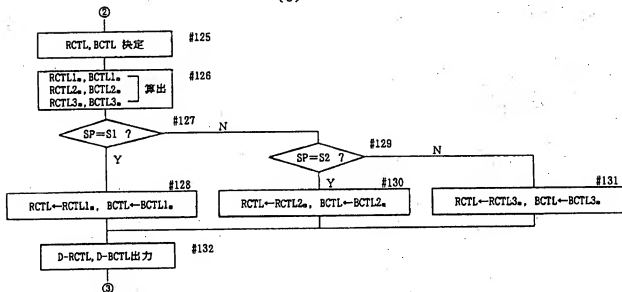 ②
RCTL,BCTL 決定 #125
RCTL1ₘ,BCTL1ₘ
RCTL2ₘ,BCTL2ₘ 算出 #126
RCTL3ₘ,BCTL3ₘ
SP=S1 ? #127
N
Y
SP=S2 ? #129
N
Y
#128
RCTL←RCTL1ₘ, BCTL←BCTL1ₘ
#130
RCTL←RCTL2ₘ, BCTL←BCTL2ₘ
#131
RCTL←RCTL3ₘ, BCTL←BCTL3ₘ
D-RCTL,D-BCTL出力 #132
③